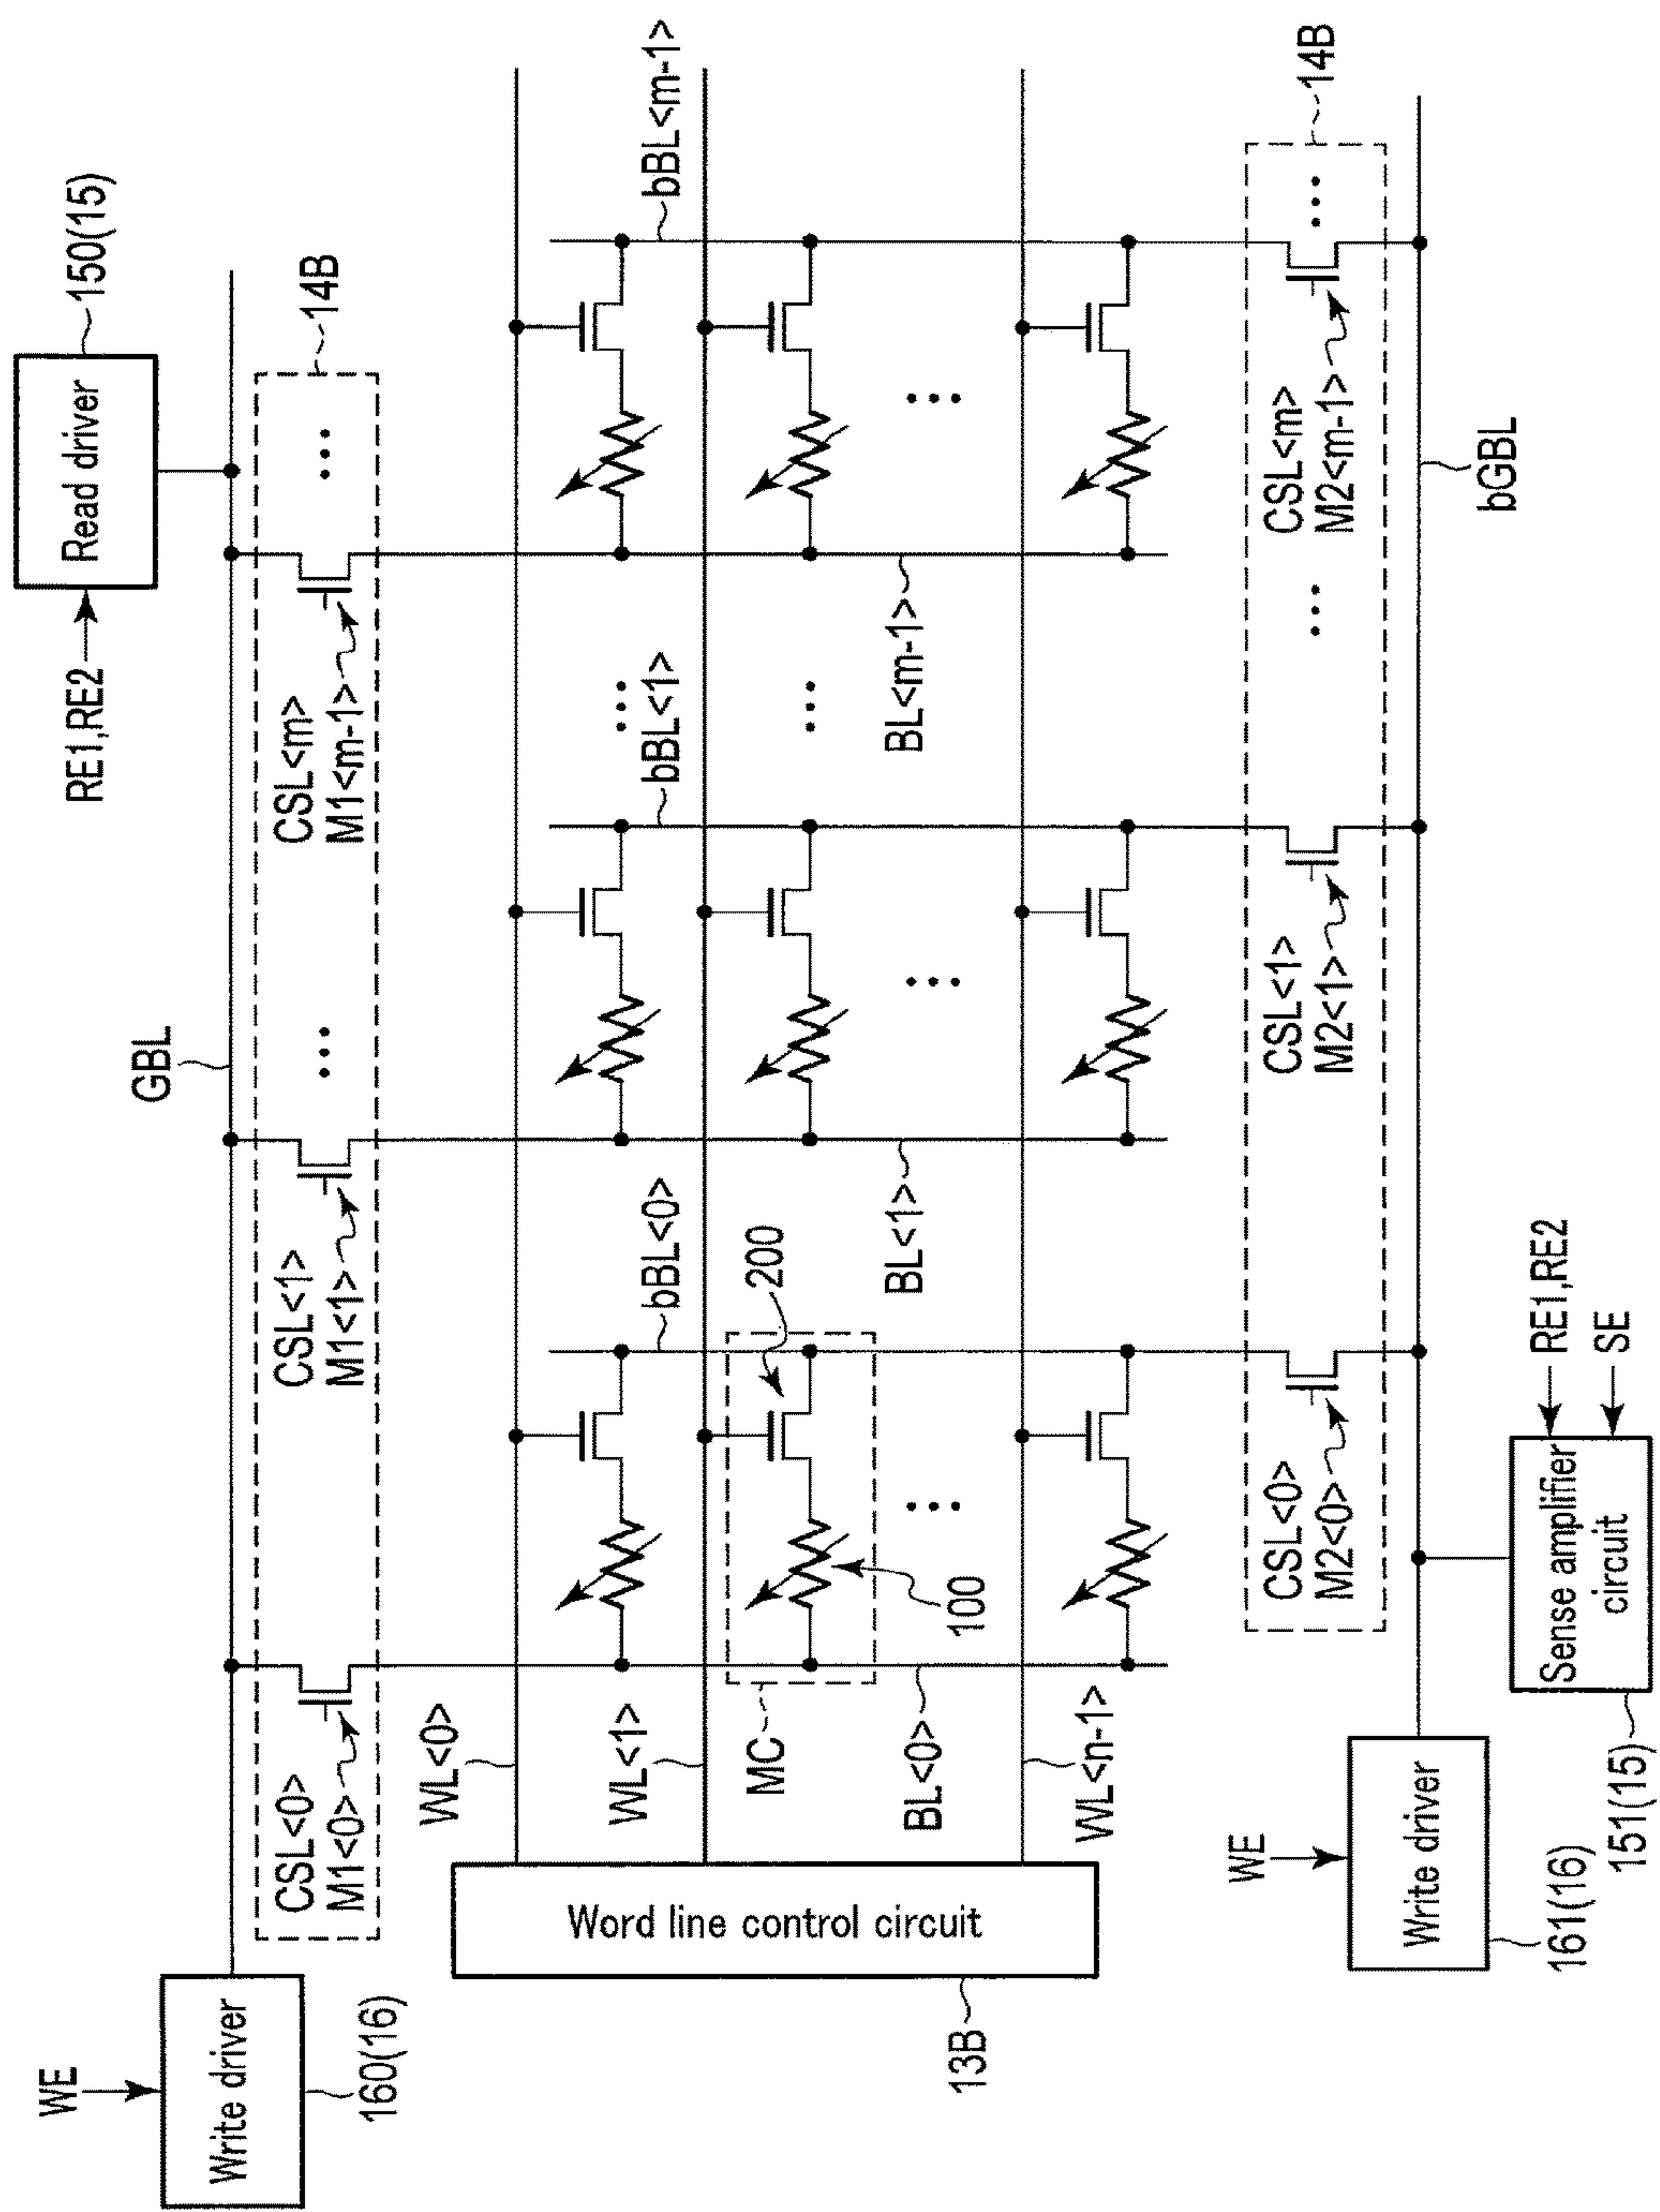 Read driver
150(15)
RE1,RE2
14B
GBL
CSL<0>
M1<0>
CSL<1>
M1<1>
CSL<m>
M1<m-1>
WE
Write driver
160(16)
WL<0>
WL<1>
WL<n-1>
bBL<0>
bBL<1>
bBL<m-1>
200
100
MC
BL<0>
BL<1>
BL<m-1>
Word line control circuit
13B
14B
CSL<0>
M2<0>
CSL<1>
M2<1>
CSL<m>
M2<m-1>
bGBL
WE
Write driver
161(16)
RE1,RE2
SE
Sense amplifier
circuit
151(15)